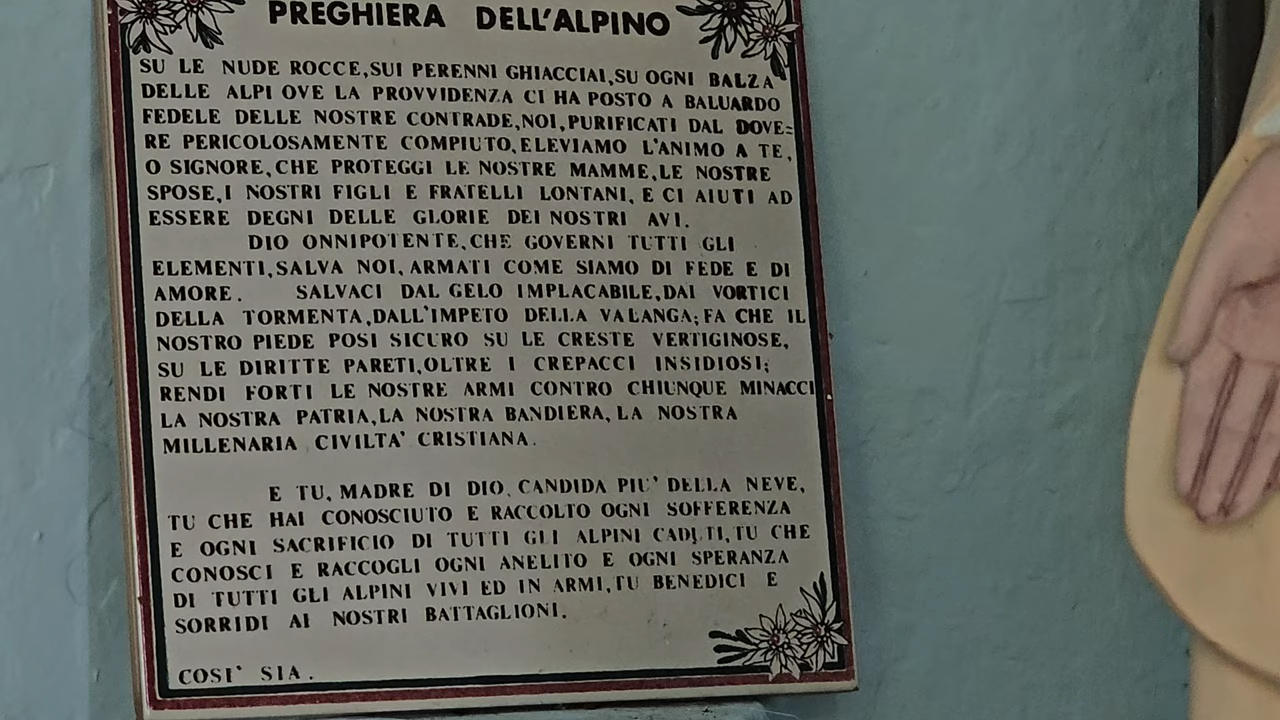 PREGHIERA DELL'ALPINO
SU LE NUDE ROCCE, SUI PERENNI GHIACCIAI, SU OGNI BALZA
DELLE ALPI OVE LA PROVVIDENZA CI HA POSTO A BALUARDO
FEDELE DELLE NOSTRE CONTRADE, NOI, PURIFICATI DAL DOVE=
RE PERICOLOSAMENTE COMPIUTO, ELEVIAMO L'ANIMO A TE,
O SIGNORE, CHE PROTEGGI LE NOSTRE MAMME, LE NOSTRE
SPOSE, I NOSTRI FIGLI E FRATELLI LONTANI, E CI AIUTI AD
ESSERE DEGNI DELLE GLORIE DEI NOSTRI AVI.
DIO ONNIPOTENTE, CHE GOVERNI TUTTI GLI
ELEMENTI, SALVA NOI, ARMATI COME SIAMO DI FEDE E DI
AMORE. SALVACI DAL GELO IMPLACABILE, DAI VORTICI
DELLA TORMENTA, DALL'IMPETO DELLA VALANGA; FA CHE IL
NOSTRO PIEDE POSI SICURO SU LE CRESTE VERTIGINOSE,
SU LE DIRITTE PARETI, OLTRE I CREPACCI INSIDIOSI;
RENDI FORTI LE NOSTRE ARMI CONTRO CHIUNQUE MINACCI
LA NOSTRA PATRIA, LA NOSTRA BANDIERA, LA NOSTRA
MILLENARIA CIVILTA' CRISTIANA.
E TU, MADRE DI DIO, CANDIDA PIU' DELLA NEVE,
TU CHE HAI CONOSCIUTO E RACCOLTO OGNI SOFFERENZA
E OGNI SACRIFICIO DI TUTTI GLI ALPINI CADUTI, TU CHE
CONOSCI E RACCOGLI OGNI ANELITO E OGNI SPERANZA
DI TUTTI GLI ALPINI VIVI ED IN ARMI, TU BENEDICI E
SORRIDI AI NOSTRI BATTAGLIONI.
COSI' SIA.